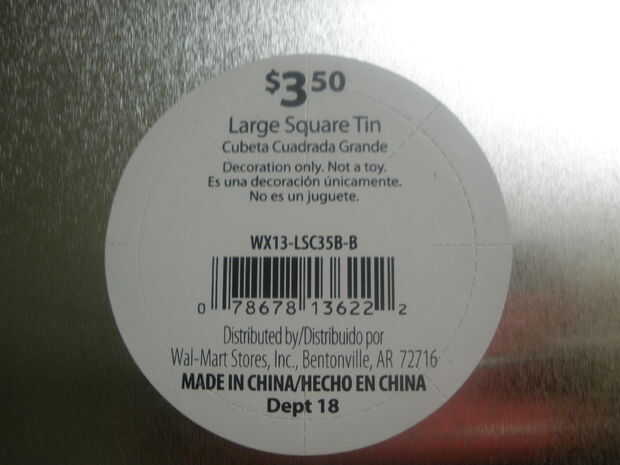 $3.50
Large Square Tin
Cubeta Cuadrada Grande
Decoration only. Not a toy.
Es una decoración únicamente.
No es un juguete.
WX13-LSC35B-B
0 78678 13622 2
Distributed by/Distribuido por
Wal-Mart Stores, Inc., Bentonville, AR 72716
MADE IN CHINA/HECHO EN CHINA
Dept 18